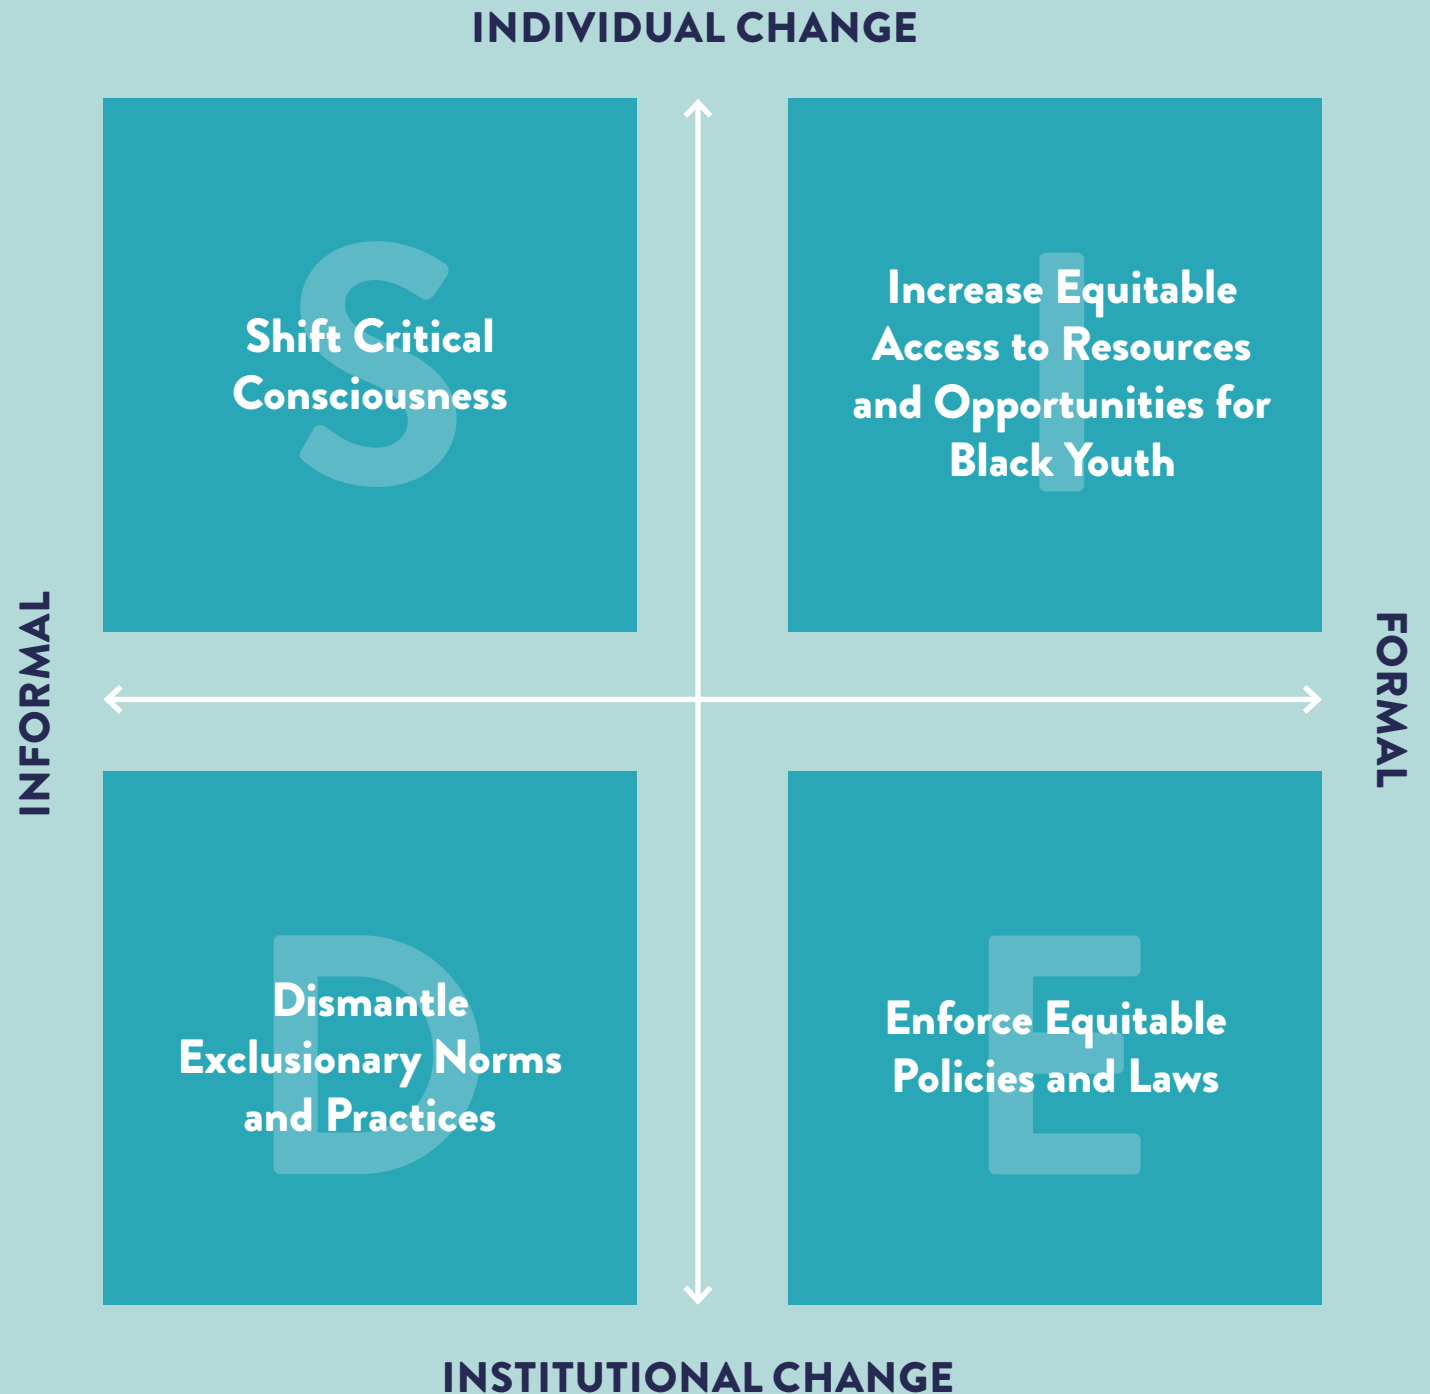 INDIVIDUAL CHANGE
S
Shift Critical
Consciousness
I
Increase Equitable
Access to Resources
and Opportunities for
Black Youth
INFORMAL
FORMAL
D
Dismantle
Exclusionary Norms
and Practices
E
Enforce Equitable
Policies and Laws
INSTITUTIONAL CHANGE